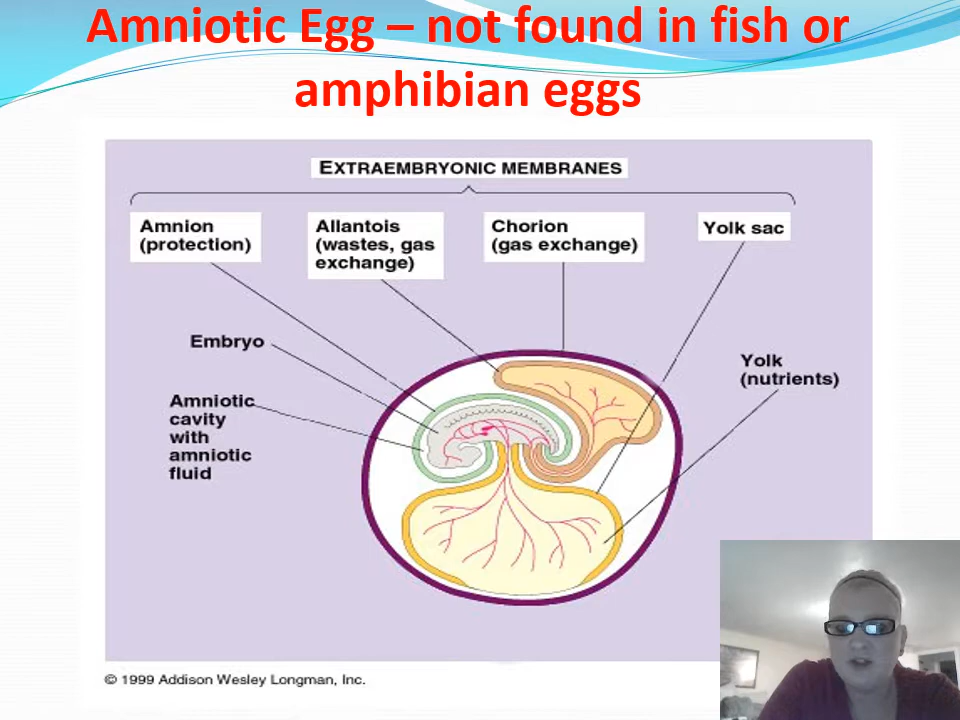 Amniotic Egg – not found in fish or
amphibian eggs
EXTRAEMBRYONIC MEMBRANES
Amnion
(protection)
Allantois
(wastes, gas
exchange)
Chorion
(gas exchange)
Yolk sac
Embryo
Yolk
(nutrients)
Amniotic
cavity
with
amniotic
fluid
© 1999 Addison Wesley Longman, Inc.